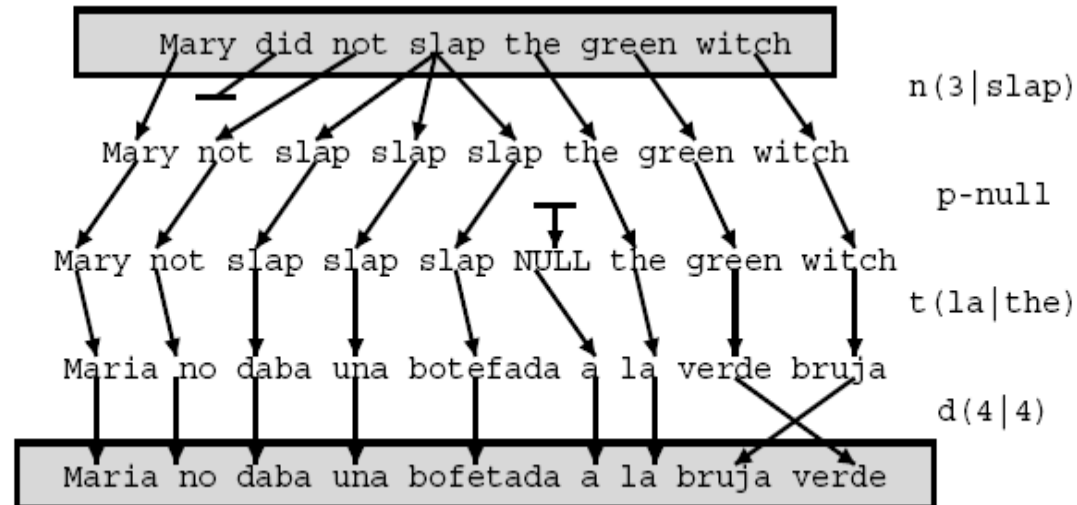 Mary did not slap the green witch
n(3|slap)
Mary not slap slap slap the green witch
p-null
Mary not slap slap slap NULL the green witch
t(la|the)
Maria no daba una botefada a la verde bruja
d(4|4)
Maria no daba una bofetada a la bruja verde